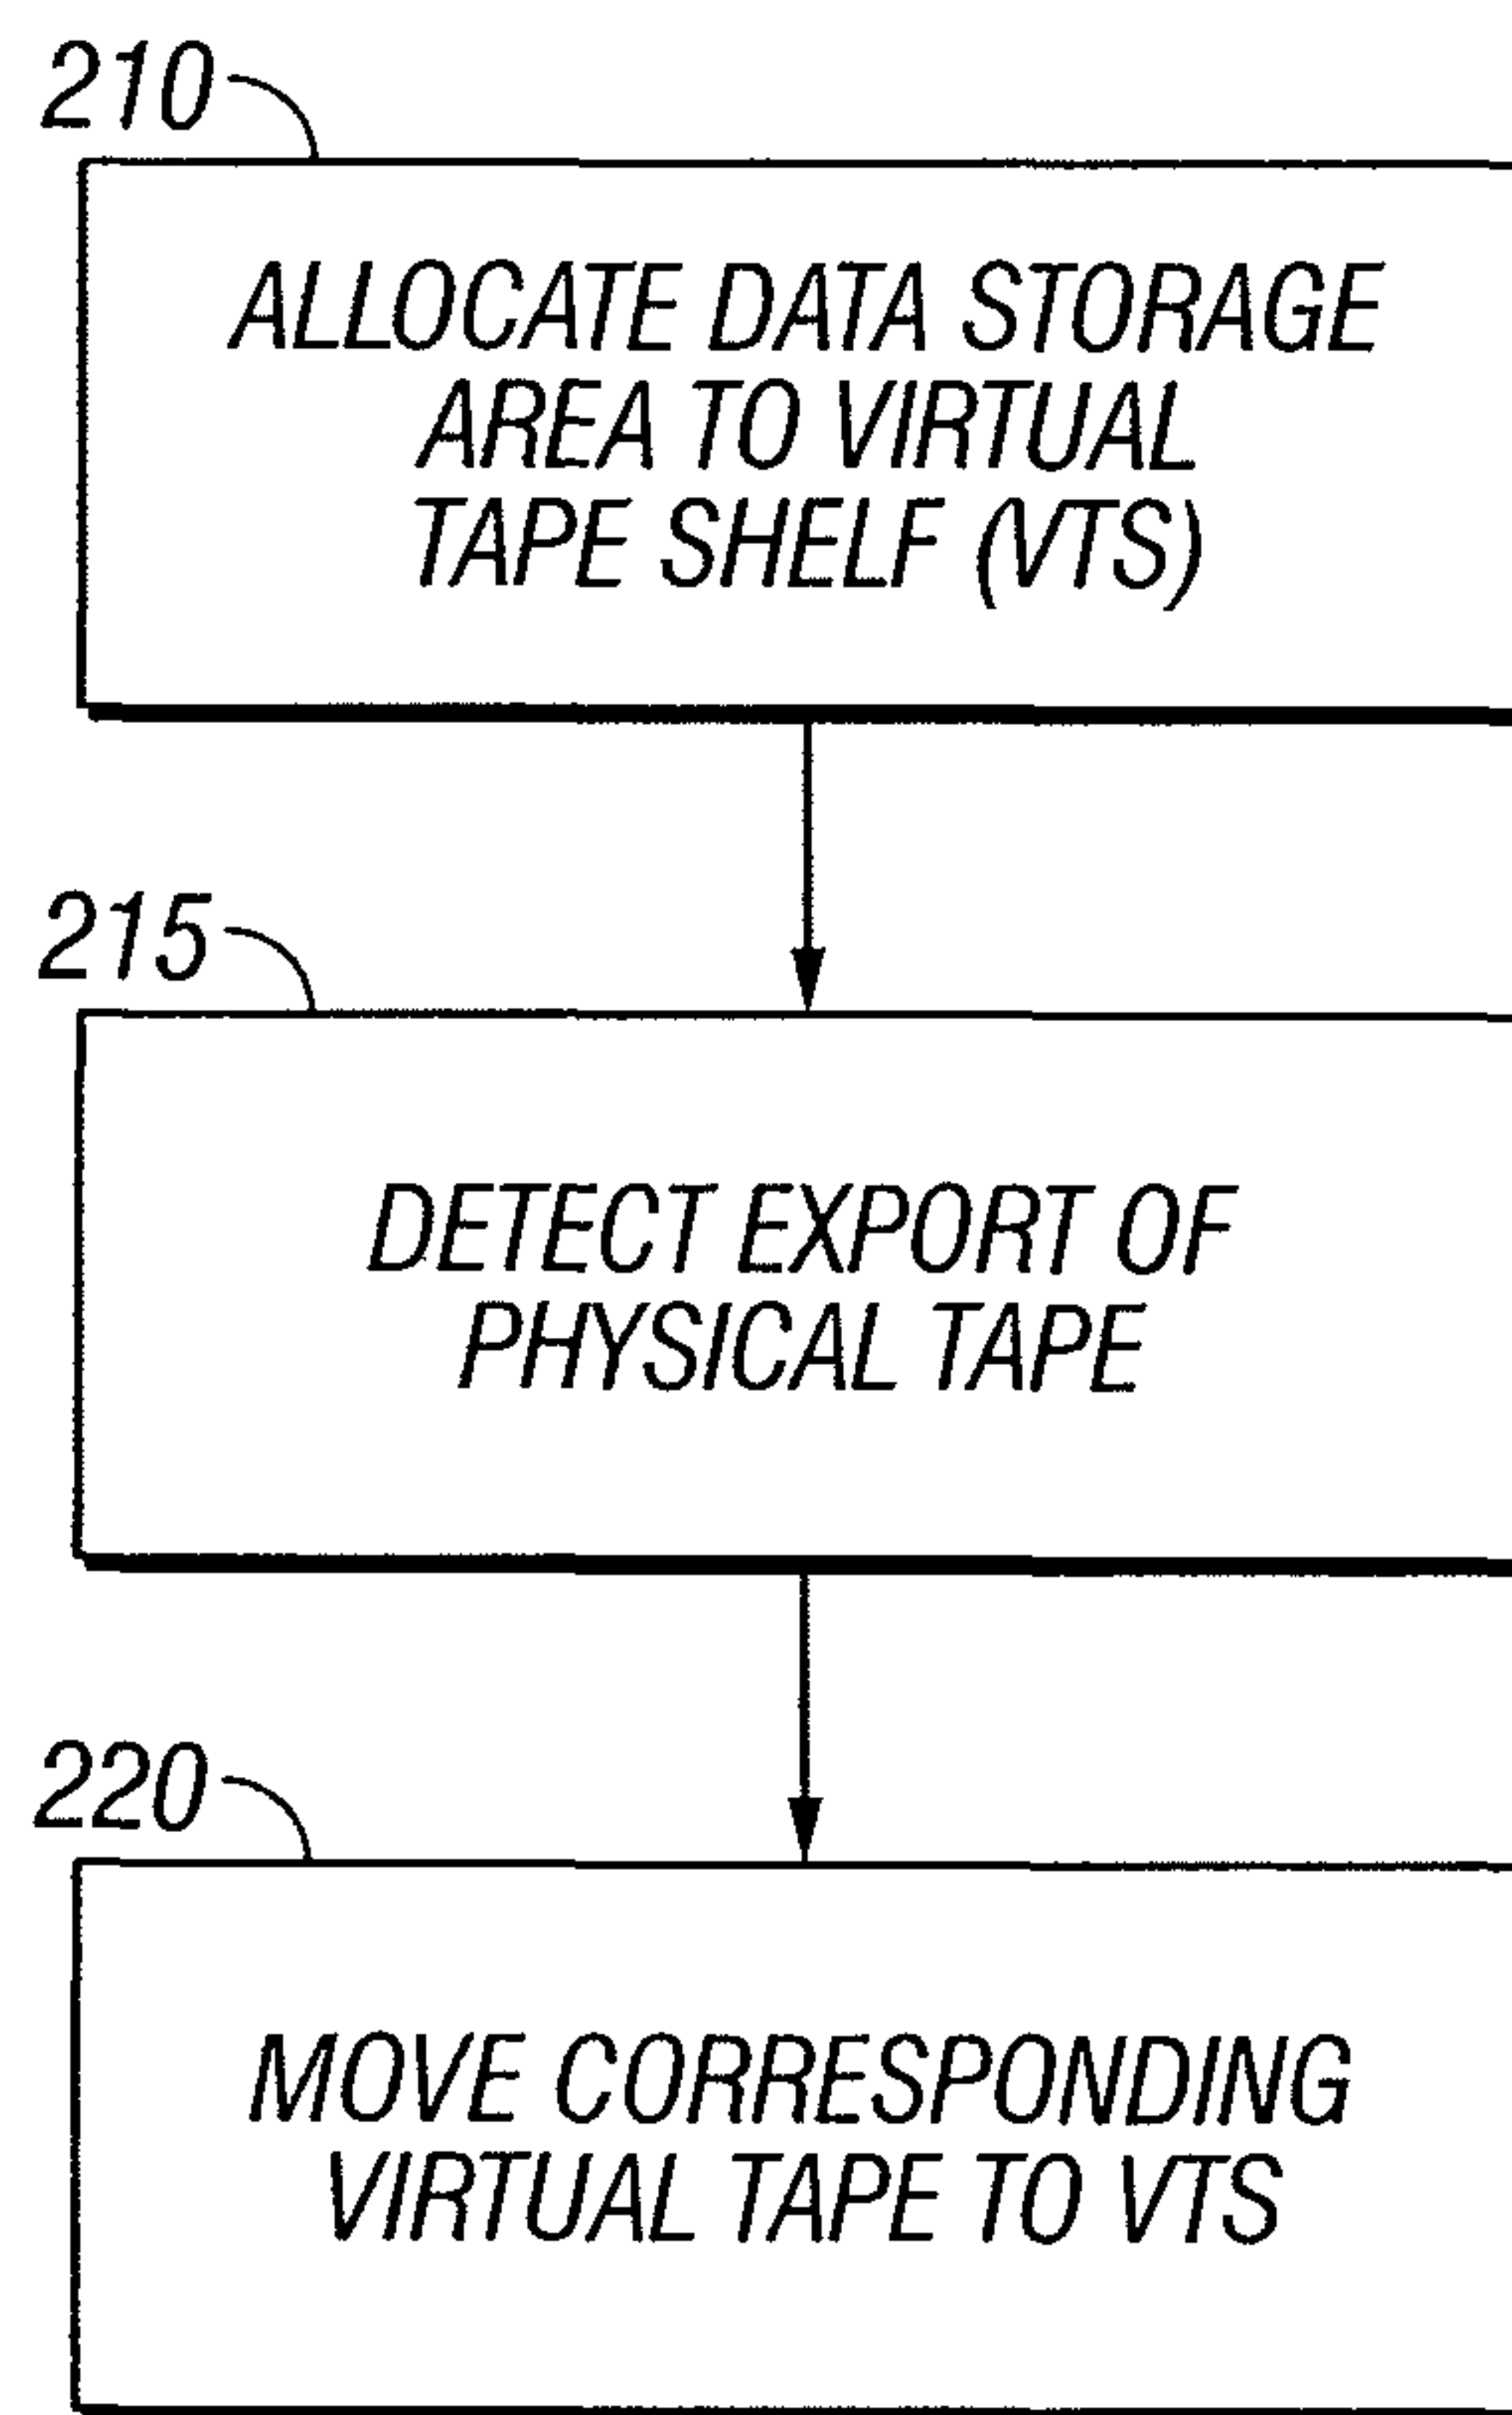 210
ALLOCATE DATA STORAGE
AREA TO VIRTUAL
TAPE SHELF (VTS)
215
DETECT EXPORT OF
PHYSICAL TAPE
220
MOVE CORRESPONDING
VIRTUAL TAPE TO VTS